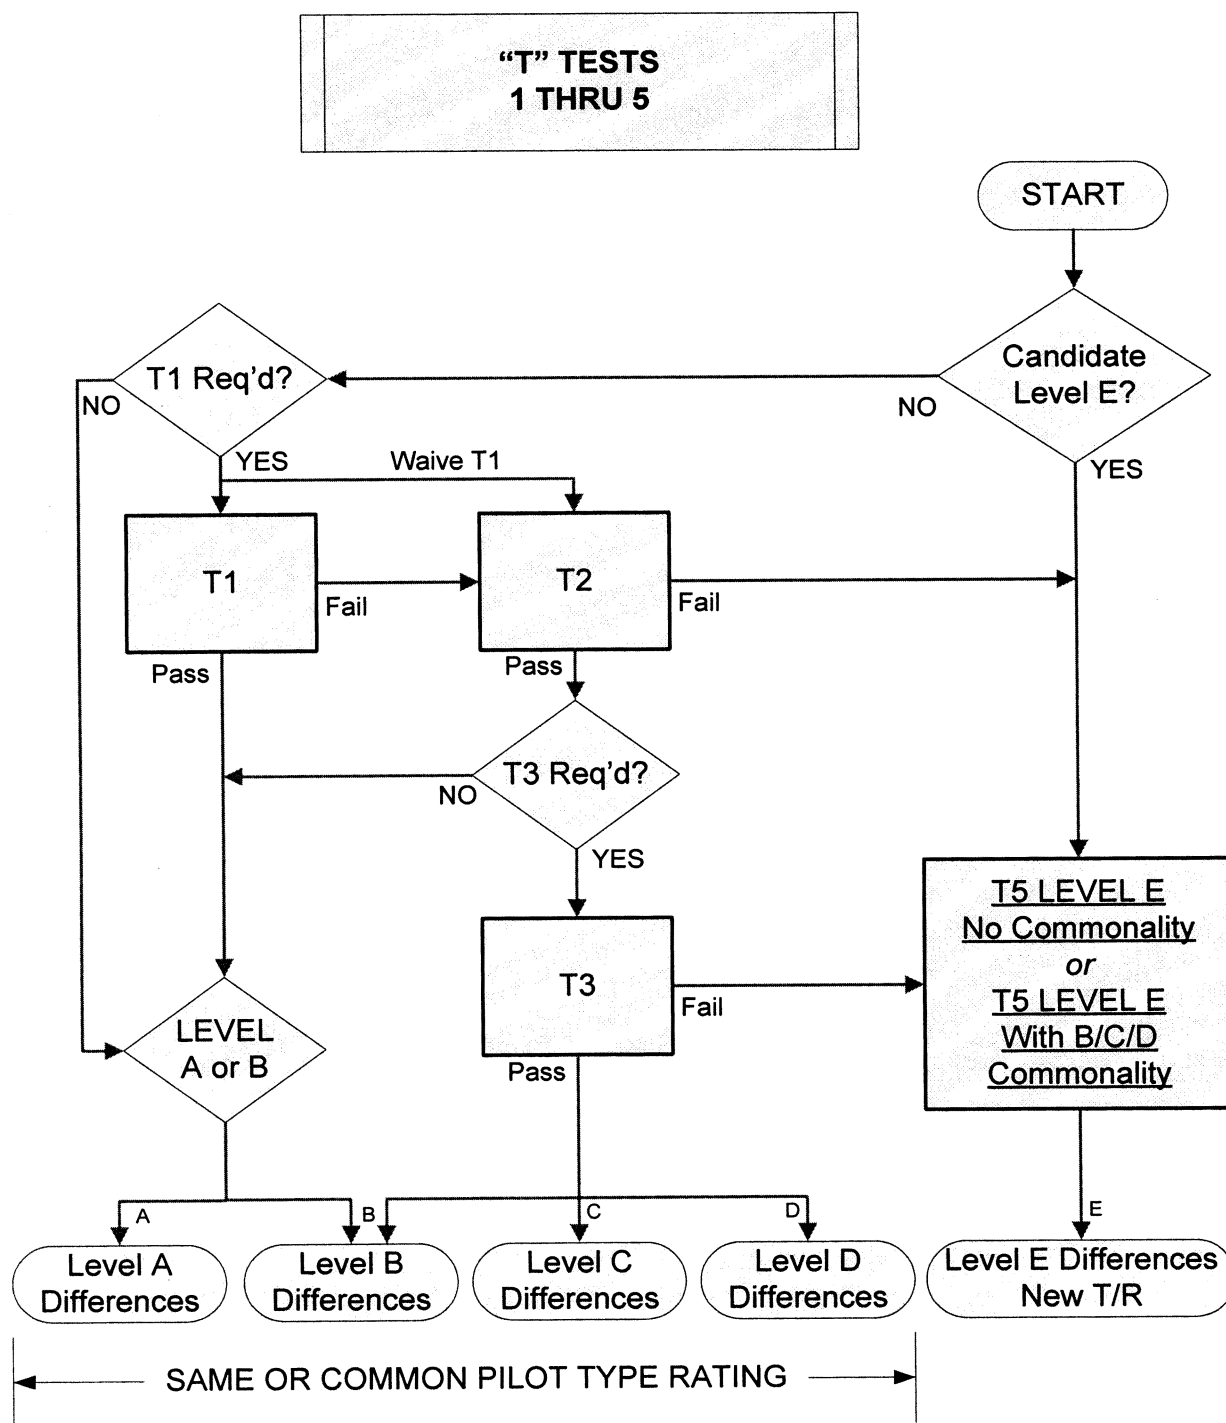 “T” TESTS
1 THRU 5
START
Candidate
Level E?
NO
YES
T1 Req’d?
NO
YES
Waive T1
T1
Fail
Pass
T2
Fail
Pass
T3 Req’d?
NO
YES
T3
Fail
Pass
T5 LEVEL E
No Commonality
or
T5 LEVEL E
With B/C/D
Commonality
LEVEL
A or B
A
B
C
D
E
Level A
Differences
Level B
Differences
Level C
Differences
Level D
Differences
Level E Differences
New T/R
SAME OR COMMON PILOT TYPE RATING